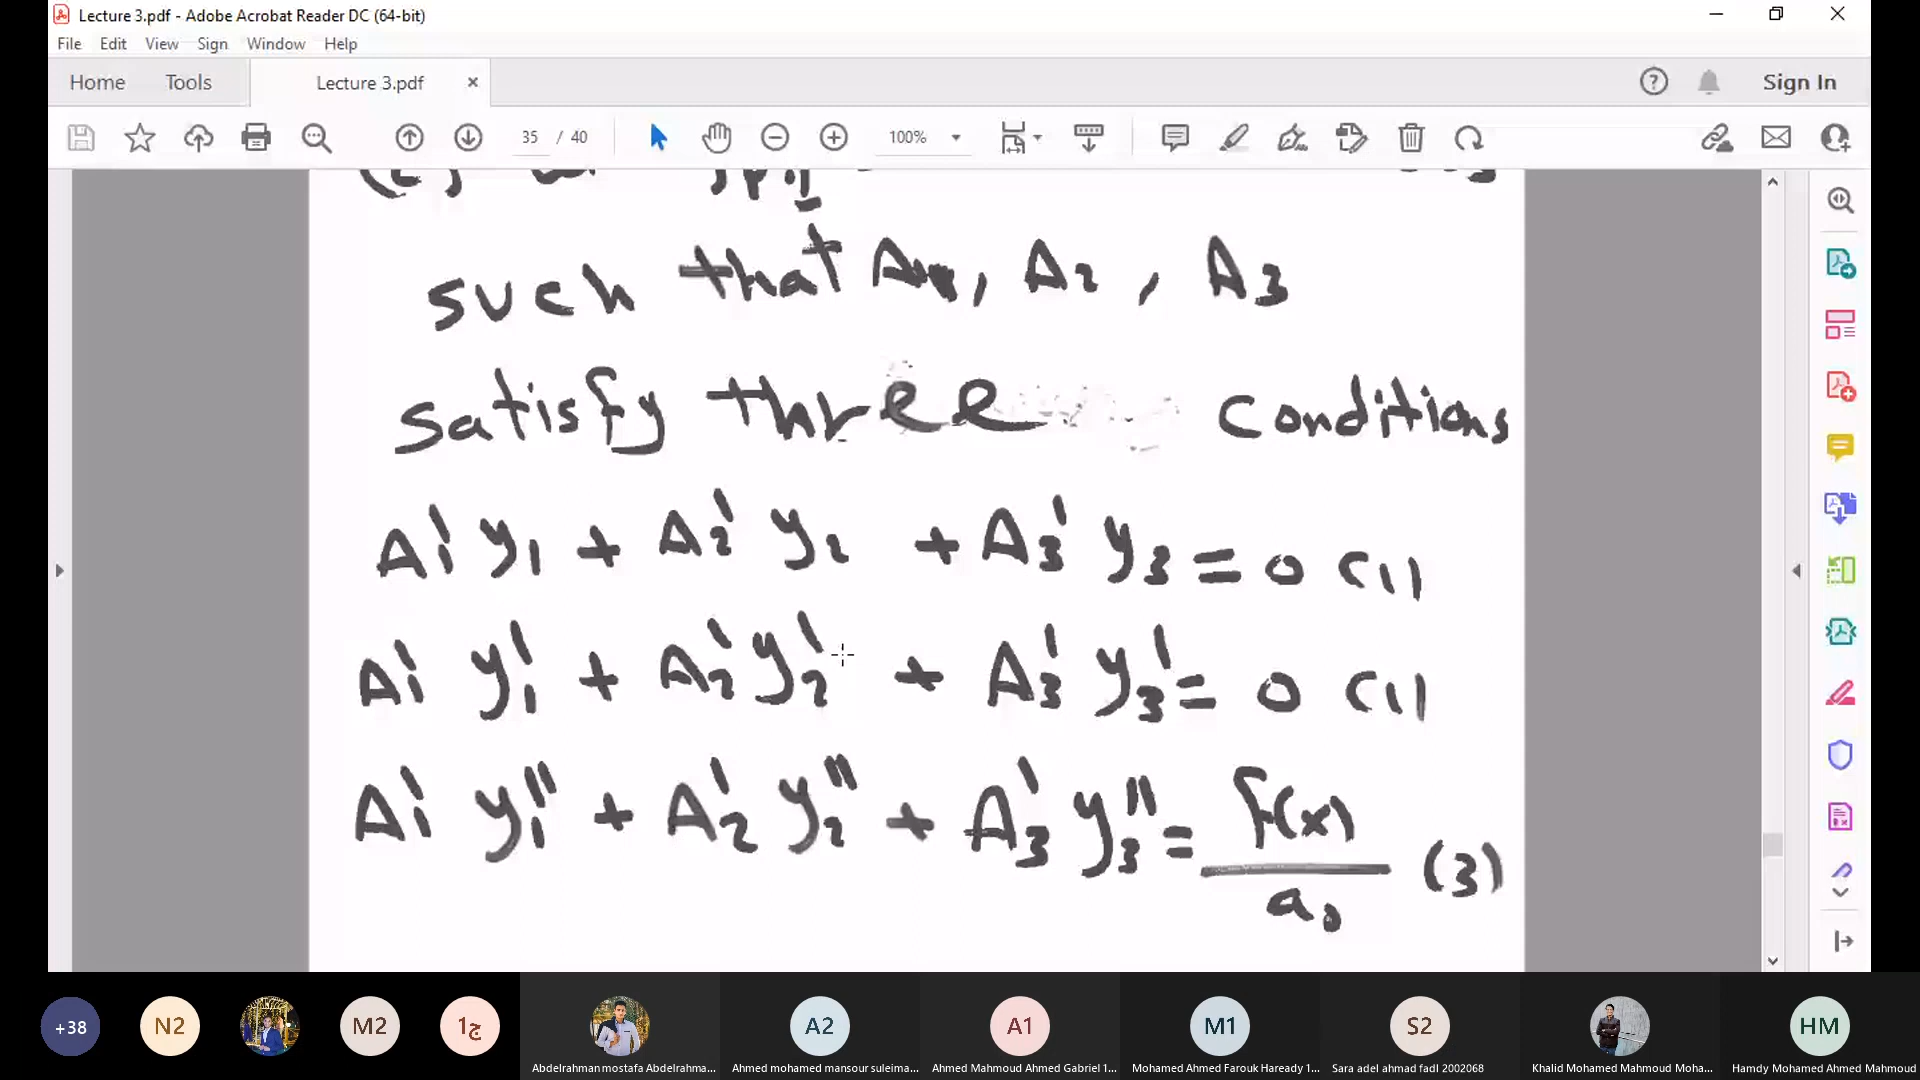 Lecture 3.pdf - Adobe Acrobat Reader DC (64-bit)
File Edit View Sign Window Help
Home Tools Lecture 3.pdf × Sign In
35 / 40 100%
such that A₁, A₂, A₃
satisfy three conditions
A₁' y₁ + A₂' y₂ + A₃' y₃ = 0 (1)
A₁' y₁' + A₂' y₂' + A₃' y₃' = 0 (1)
A₁' y₁'' + A₂' y₂'' + A₃' y₃'' = f(x)/a₀ (3)
+38 N2 M2 ج1 A2 A1 M1 S2 HM
Abdelrahman mostafa Abdelrahma... Ahmed mohamed mansour suleima... Ahmed Mahmoud Ahmed Gabriel 1... Mohamed Ahmed Farouk Haready 1... Sara adel ahmad fadl 2002068 Khalid Mohamed Mahmoud Moha... Hamdy Mohamed Ahmed Mahmoud